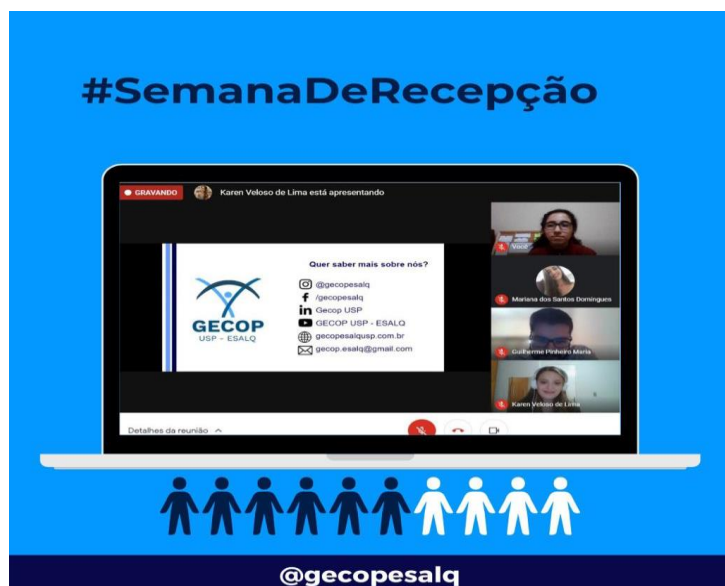 #SemanaDeRecepção
GRAVANDO
Karen Veloso de Lima está apresentando
Quer saber mais sobre nós?
@gecopesalq
/gecopesalq
in Gecop USP
GECOP USP - ESALQ
gecopesalqusp.com.br
gecop.esalq@gmail.com
GECOP
USP - ESALQ
Você
Mariana dos Santos Domingues
Guilherme Pinheiro Maria
Karen Veloso de Lima
Detalhes da reunião
@gecopesalq